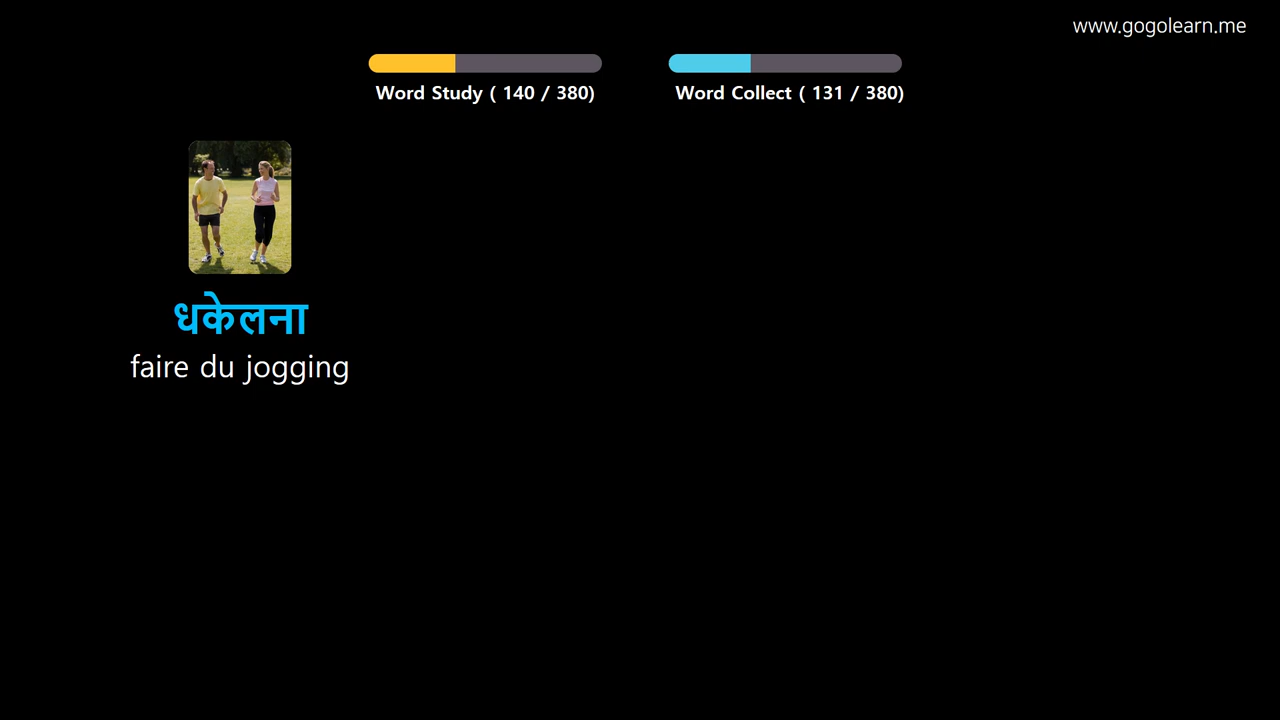 www.gogolearn.me
Word Study ( 140 / 380)
Word Collect ( 131 / 380)
धकेलना
faire du jogging